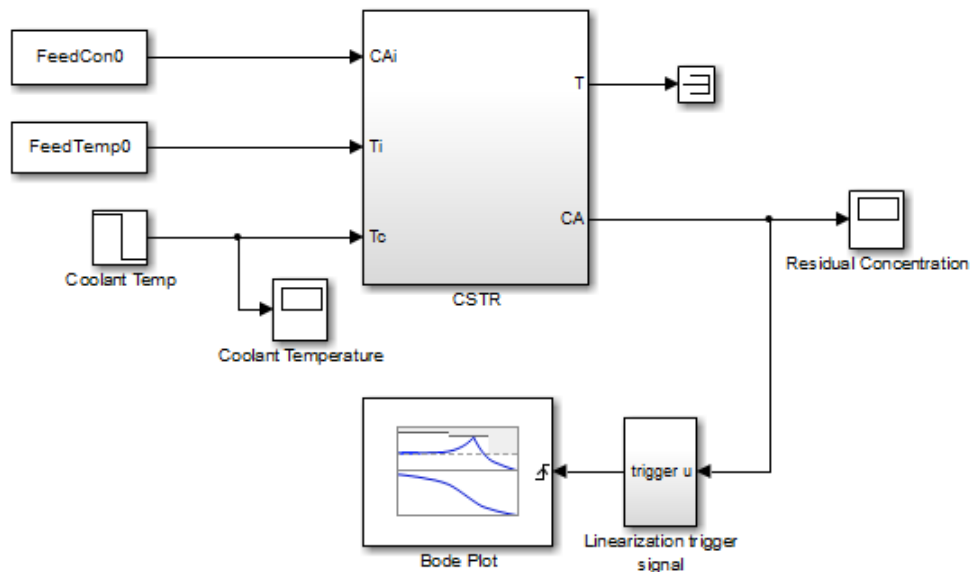 FeedCon0
CAi
T
FeedTemp0
Ti
CA
Tc
Coolant Temp
Residual Concentration
CSTR
Coolant Temperature
trigger u
Linearization trigger
signal
Bode Plot